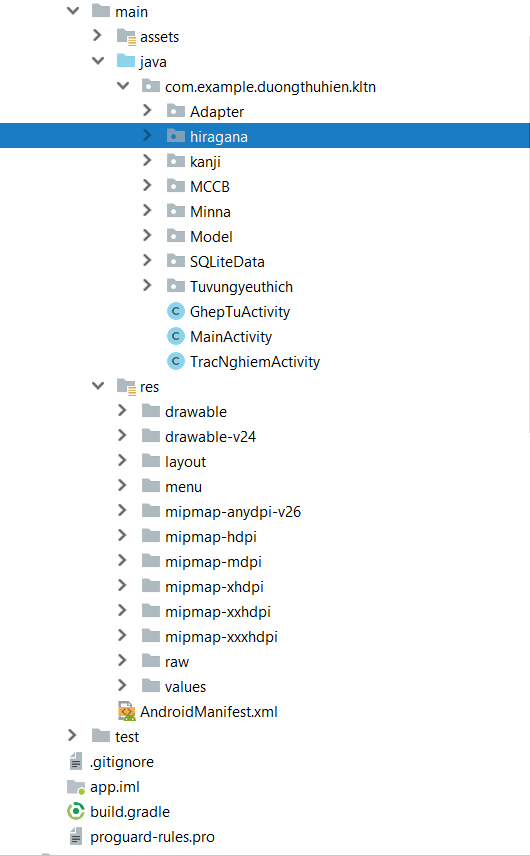 main
assets
java
com.example.duongthuhien.kltn
Adapter
hiragana
kanji
MCCB
Minna
Model
SQLiteData
Tuvungyeuthich
C GhepTuActivity
C MainActivity
C TracNghiemActivity
res
drawable
drawable-v24
layout
menu
mipmap-anydpi-v26
mipmap-hdpi
mipmap-mdpi
mipmap-xhdpi
mipmap-xxhdpi
mipmap-xxxhdpi
raw
values
AndroidManifest.xml
test
.gitignore
app.iml
build.gradle
proguard-rules.pro